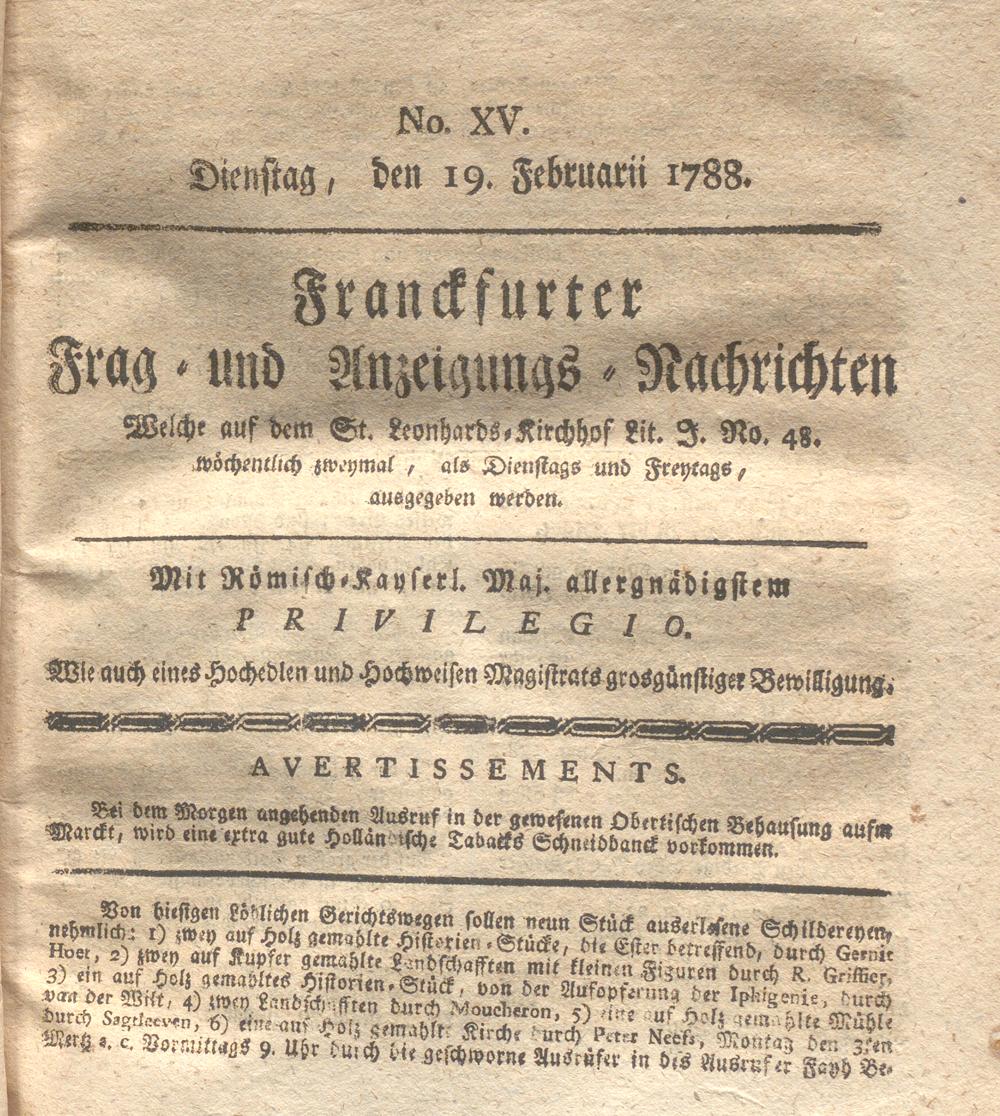 No. XV.
Dienstag, den 19. Februarii 1788.
Franckfurter
Frag- und Anzeigungs-Nachrichten
Welche auf dem St. Leonhards-Kirchhof Lit. J. No. 48.
wöchentlich zweymal, als Dienstags und Freytags,
ausgegeben werden.
Mit Römisch-Kayserl. Maj. allergnädigstem
PRIVILEGIO.
Wie auch eines Hochedlen und Hochweisen Magistrats grosgünstiger Bewilligung.
AVERTISSEMENTS.
Bei dem Morgen angehenden Ausruf in der gewesenen Obertischen Behausung aufm
Marckt, wird eine extra gute Holländische Tabacks Schneidbanck vorkommen.
Von hiesigen Löblichen Gerichtswegen sollen neun Stück auserlesene Schildereyen,
nehmlich: 1) zwey auf Holz gemahlte Historien-Stücke, die Ester betreffend, durch Gernit
Hoet, 2) zwey auf Kupfer gemahlte Landschafften mit kleinen Figuren durch R. Griffier,
3) ein auf Holz gemahltes Historien-Stück, von der Aufopferung der Iphigenie, durch
van der Wilt, 4) zwey Landschafften durch Moucheron, 5) eine auf Holz gemahlte Mühle
durch Sagtleeven, 6) eine auf Holz gemahlte Kirche durch Peter Neefs, Montag den 3ten
Mertz a. c. Vormittags 9. Uhr durch die geschworne Ausrüfer in des Ausrufer Fayh Be-